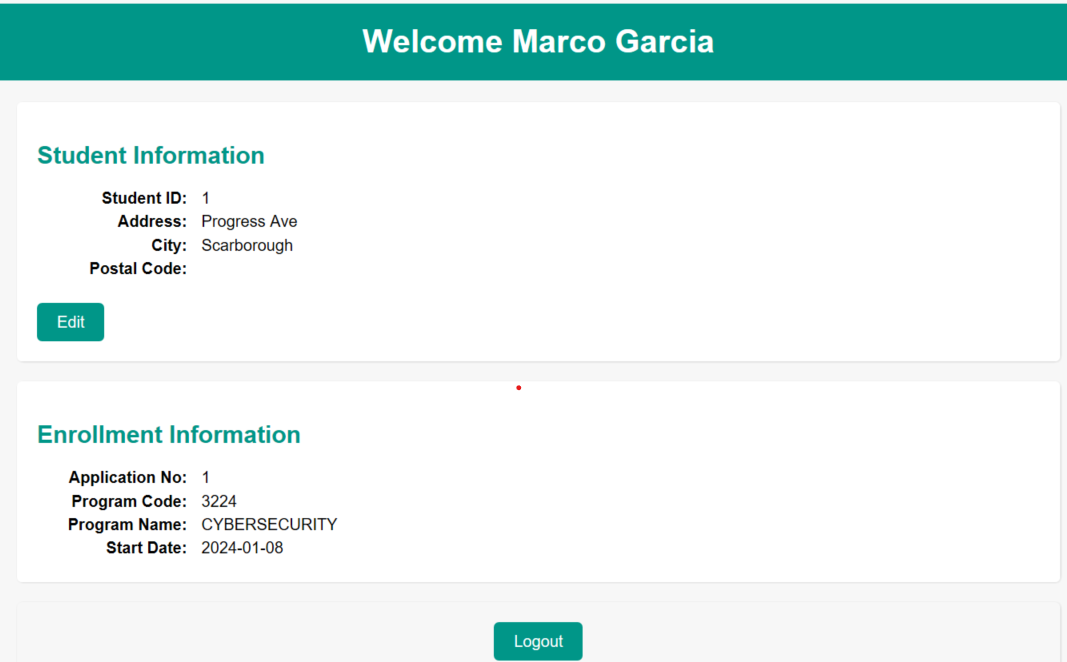 Welcome Marco Garcia
Student Information
Student ID: 1
Address: Progress Ave
City: Scarborough
Postal Code:
Edit
Enrollment Information
Application No: 1
Program Code: 3224
Program Name: CYBERSECURITY
Start Date: 2024-01-08
Logout